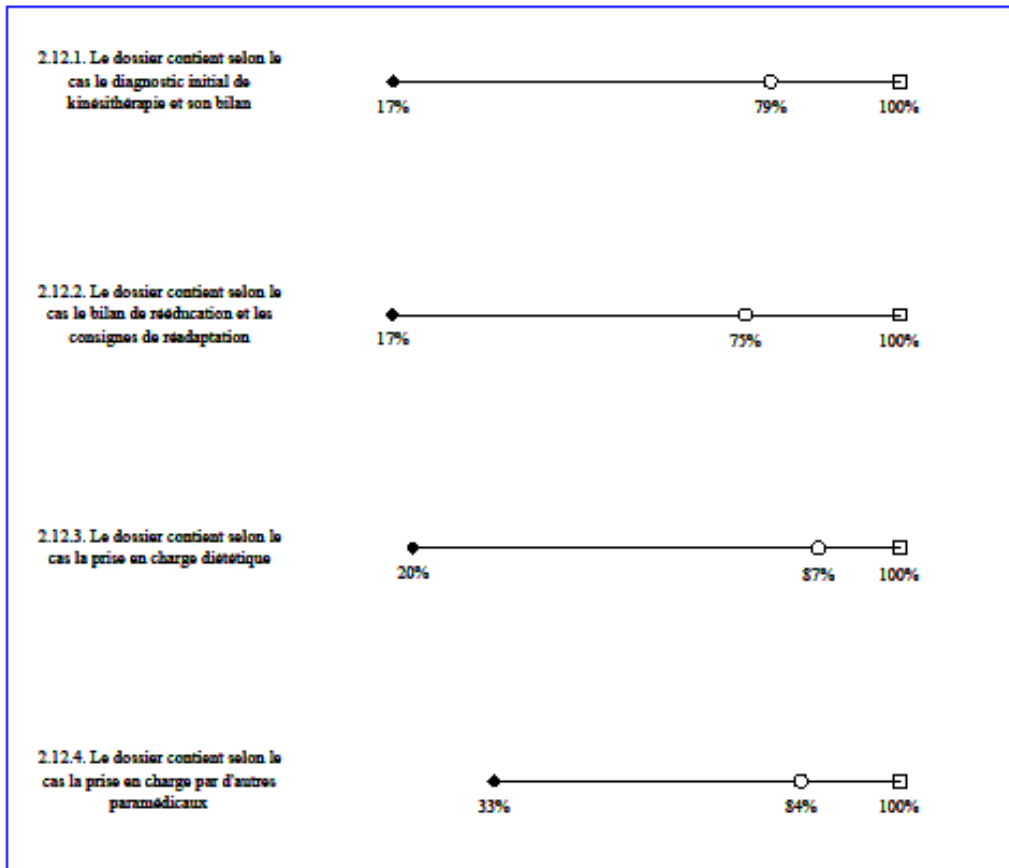 2.12.1. Le dossier contient selon le
cas le diagnostic initial de
kinésithérapie et son bilan
17%
79%
100%
2.12.2. Le dossier contient selon le
cas le bilan de rééducation et les
consignes de réadaptation
17%
75%
100%
2.12.3. Le dossier contient selon le
cas la prise en charge diététique
20%
87%
100%
2.12.4. Le dossier contient selon le
cas la prise en charge par d'autres
paramédicaux
33%
84%
100%